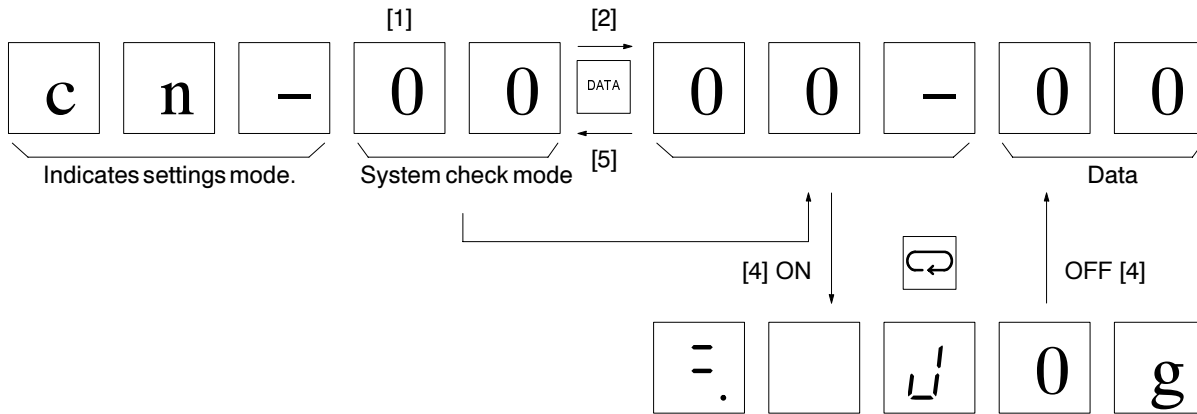 [1] [2]
c n – 0 0 DATA 0 0 – 0 0
[5]
Indicates settings mode. System check mode Data
[4] ON OFF [4]
0 g